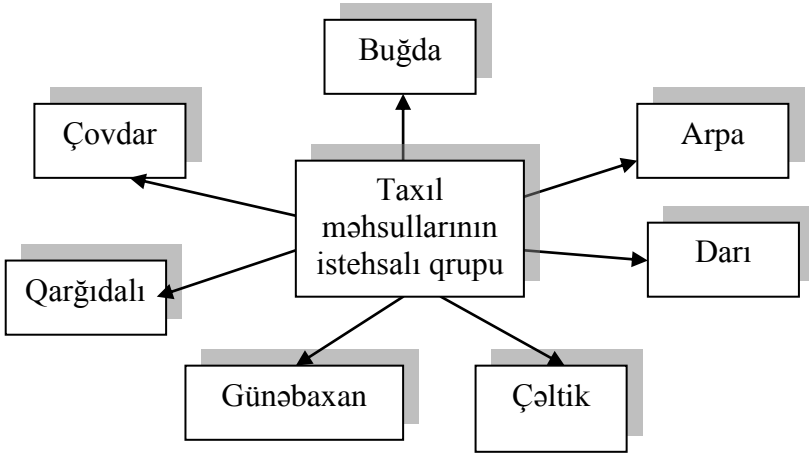 Buğda
Çovdar
Arpa
Taxıl
məhsullarının
istehsalı qrupu
Darı
Qarğıdalı
Günəbaxan
Çəltik